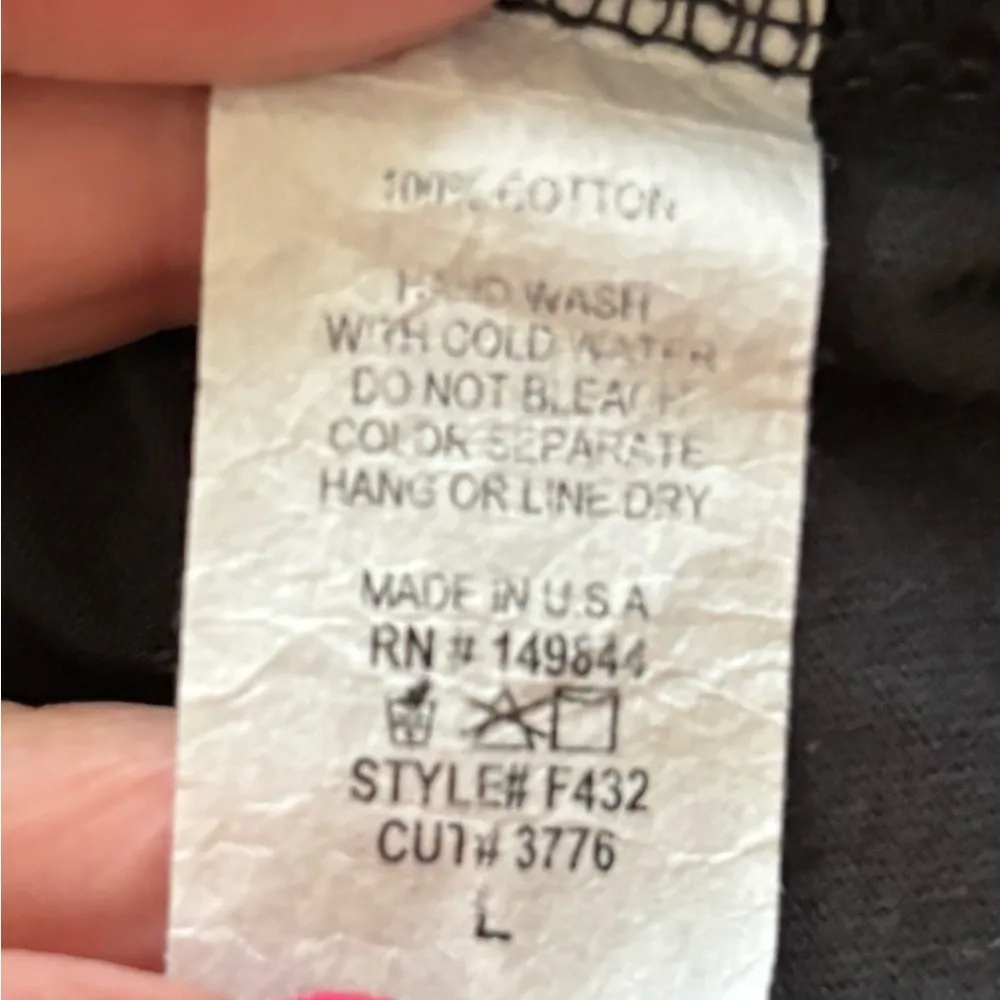 100% COTTON
HAND WASH
WITH COLD WATER
DO NOT BLEACH
COLOR SEPARATE
HANG OR LINE DRY
MADE IN U.S.A
RN # 149844
STYLE# F432
CUT# 3776
L